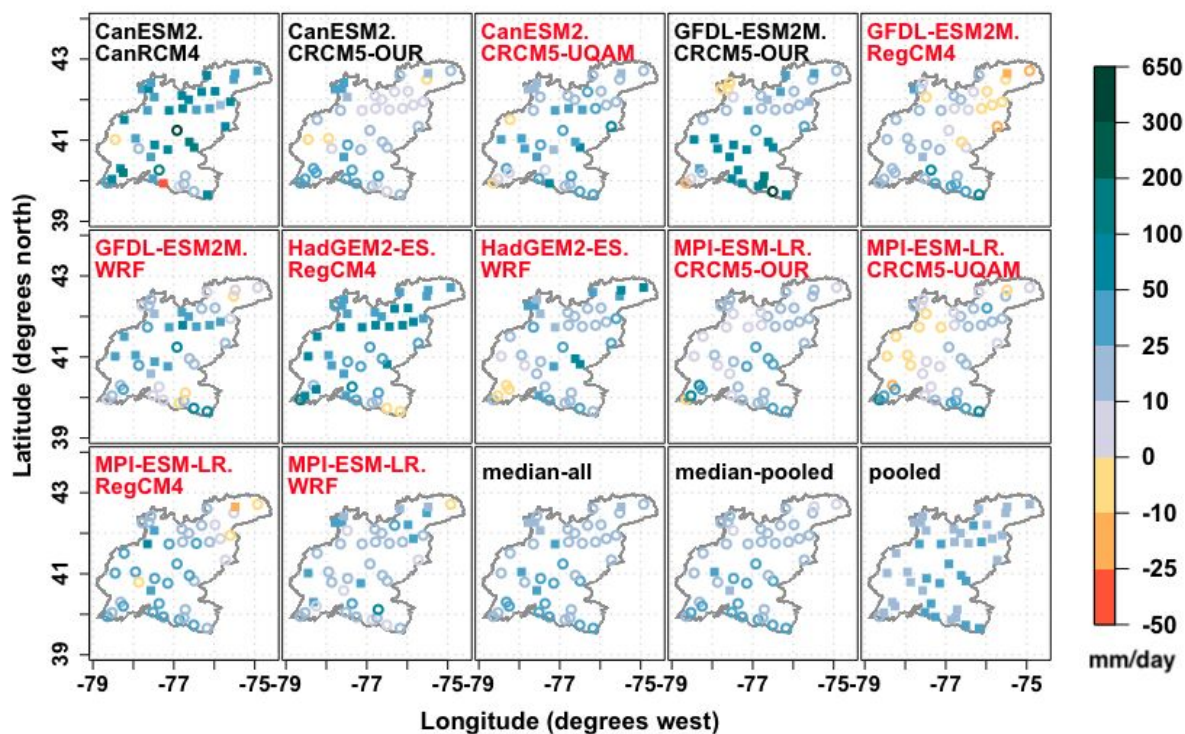 CanESM2.
CanRCM4
CanESM2.
CRCM5-OUR
CanESM2.
CRCM5-UQAM
GFDL-ESM2M.
CRCM5-OUR
GFDL-ESM2M.
RegCM4
43
41
39
GFDL-ESM2M.
WRF
HadGEM2-ES.
RegCM4
HadGEM2-ES.
WRF
MPI-ESM-LR.
CRCM5-OUR
MPI-ESM-LR.
CRCM5-UQAM
43
41
39
MPI-ESM-LR.
RegCM4
MPI-ESM-LR.
WRF
median-all
median-pooled
pooled
43
41
39
-79 -77 -75-79 -77 -75-79 -77 -75-79 -77 -75-79 -77 -75
Longitude (degrees west)
Latitude (degrees north)
650
300
200
100
50
25
10
0
-10
-25
-50
mm/day